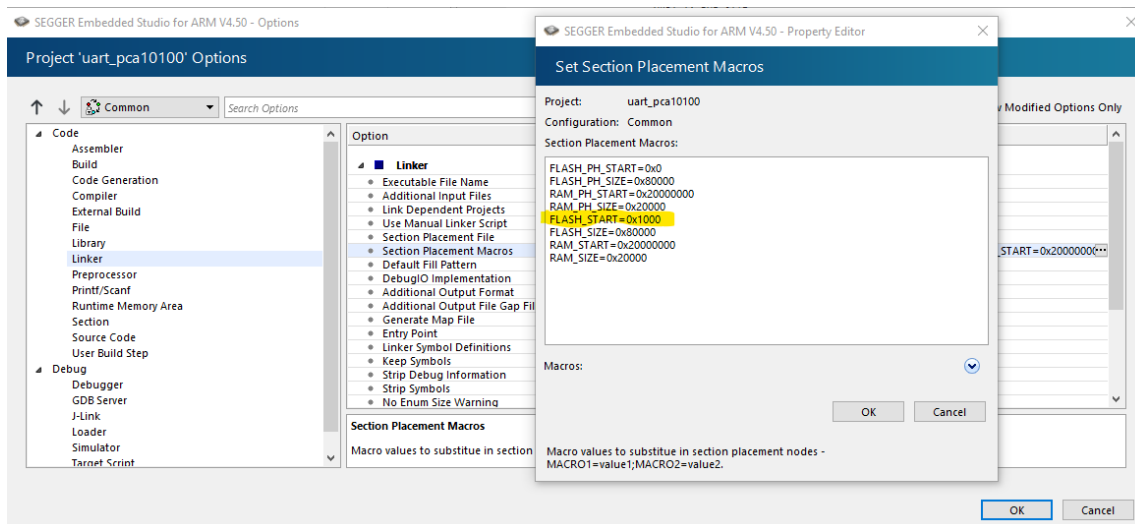 SEGGER Embedded Studio for ARM V4.50 - Options
Project 'uart_pca10100' Options
Common
Search Options
Modified Options Only
Code
Assembler
Build
Code Generation
Compiler
External Build
File
Library
Linker
Preprocessor
Printf/Scanf
Runtime Memory Area
Section
Source Code
User Build Step
Debug
Debugger
GDB Server
J-Link
Loader
Simulator
Target Script
Option
Linker
Executable File Name
Additional Input Files
Link Dependent Projects
Use Manual Linker Script
Section Placement File
Section Placement Macros
Default Fill Pattern
DebugIO Implementation
Additional Output Format
Additional Output File Gap Fil
Generate Map File
Entry Point
Linker Symbol Definitions
Keep Symbols
Strip Debug Information
Strip Symbols
No Enum Size Warning
_START=0x2000000(...
Section Placement Macros
Macro values to substitue in section
OK
Cancel
SEGGER Embedded Studio for ARM V4.50 - Property Editor
Set Section Placement Macros
Project: uart_pca10100
Configuration: Common
Section Placement Macros:
FLASH_PH_START=0x0
FLASH_PH_SIZE=0x80000
RAM_PH_START=0x20000000
RAM_PH_SIZE=0x20000
FLASH_START=0x1000
FLASH_SIZE=0x80000
RAM_START=0x20000000
RAM_SIZE=0x20000
Macros:
OK
Cancel
Macro values to substitue in section placement nodes -
MACRO1=value1;MACRO2=value2.